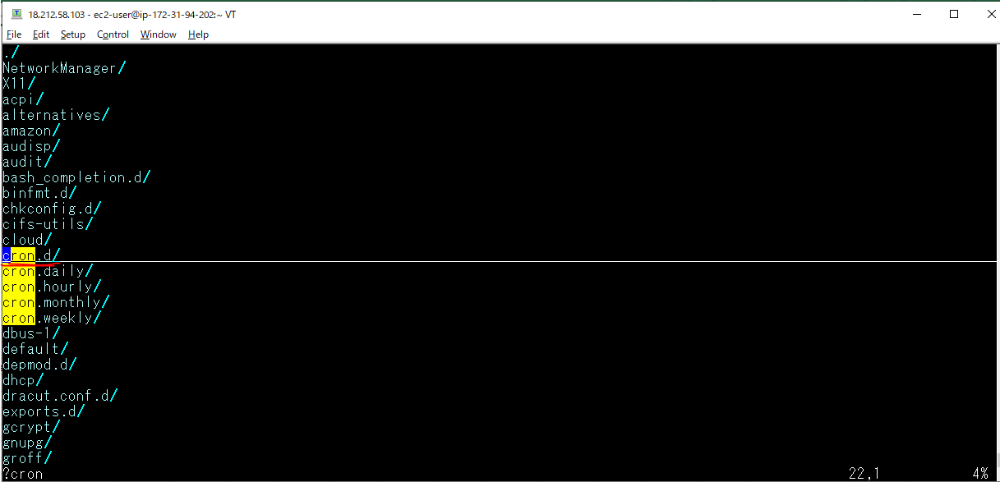 18.212.58.103 - ec2-user@ip-172-31-94-202:~ VT
File Edit Setup Control Window Help
./
NetworkManager/
X11/
acpi/
alternatives/
amazon/
audisp/
audit/
bash_completion.d/
binfmt.d/
chkconfig.d/
cifs-utils/
cloud/
cron.d/
cron.daily/
cron.hourly/
cron.monthly/
cron.weekly/
dbus-1/
default/
depmod.d/
dhcp/
dracut.conf.d/
exports.d/
gcrypt/
gnupg/
groff/
?cron 22,1 4%